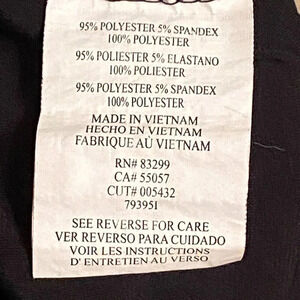 95% POLYESTER 5% SPANDEX
100% POLYESTER
95% POLIESTER 5% ELASTANO
100% POLIESTER
95% POLYESTER 5% SPANDEX
100% POLYESTER
MADE IN VIETNAM
HECHO EN VIETNAM
FABRIQUE AÙ VIETNAM
RN# 83299
CA# 55057
CUT# 005432
793951
SEE REVERSE FOR CARE
VER REVERSO PARA CUIDADO
VOIR LES INSTRUCTIONS
D' ENTRETIEN AU VERSO